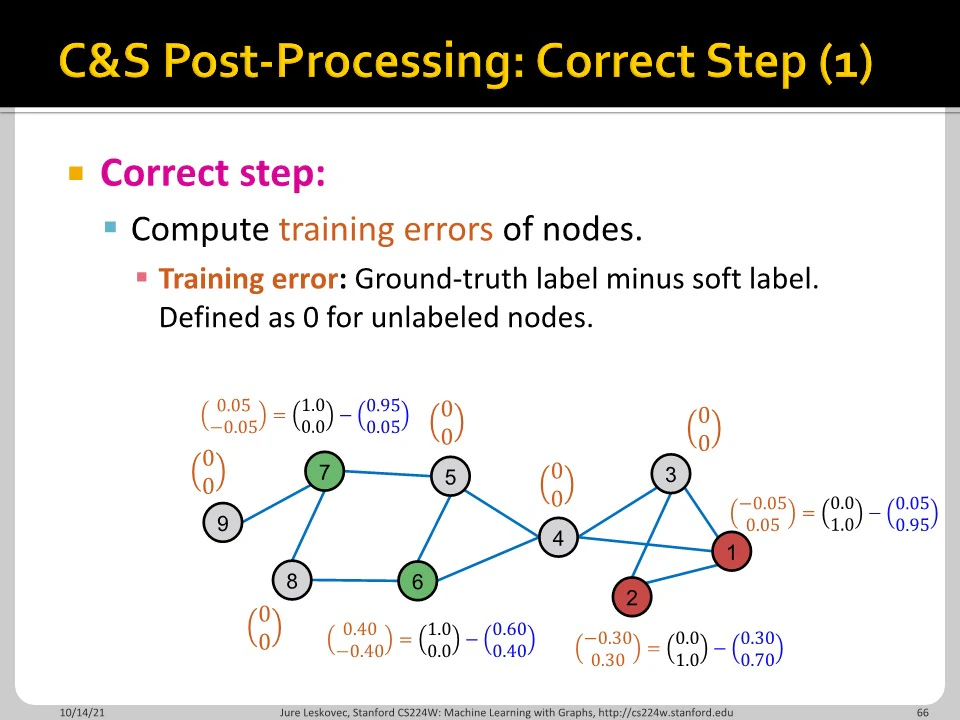 C&S Post-Processing: Correct Step (1)
Correct step:
Compute training errors of nodes.
Training error: Ground-truth label minus soft label.
Defined as 0 for unlabeled nodes.
(0.05 −0.05) = (1.0 0.0) − (0.95 0.05)
(0 0)
(0 0)
(0 0)
(0 0)
7
5
3
9
(−0.05 0.05) = (0.0 1.0) − (0.05 0.95)
4
1
8
6
2
(0 0)
(0.40 −0.40) = (1.0 0.0) − (0.60 0.40)
(−0.30 0.30) = (0.0 1.0) − (0.30 0.70)
10/14/21
Jure Leskovec, Stanford CS224W: Machine Learning with Graphs, http://cs224w.stanford.edu
66